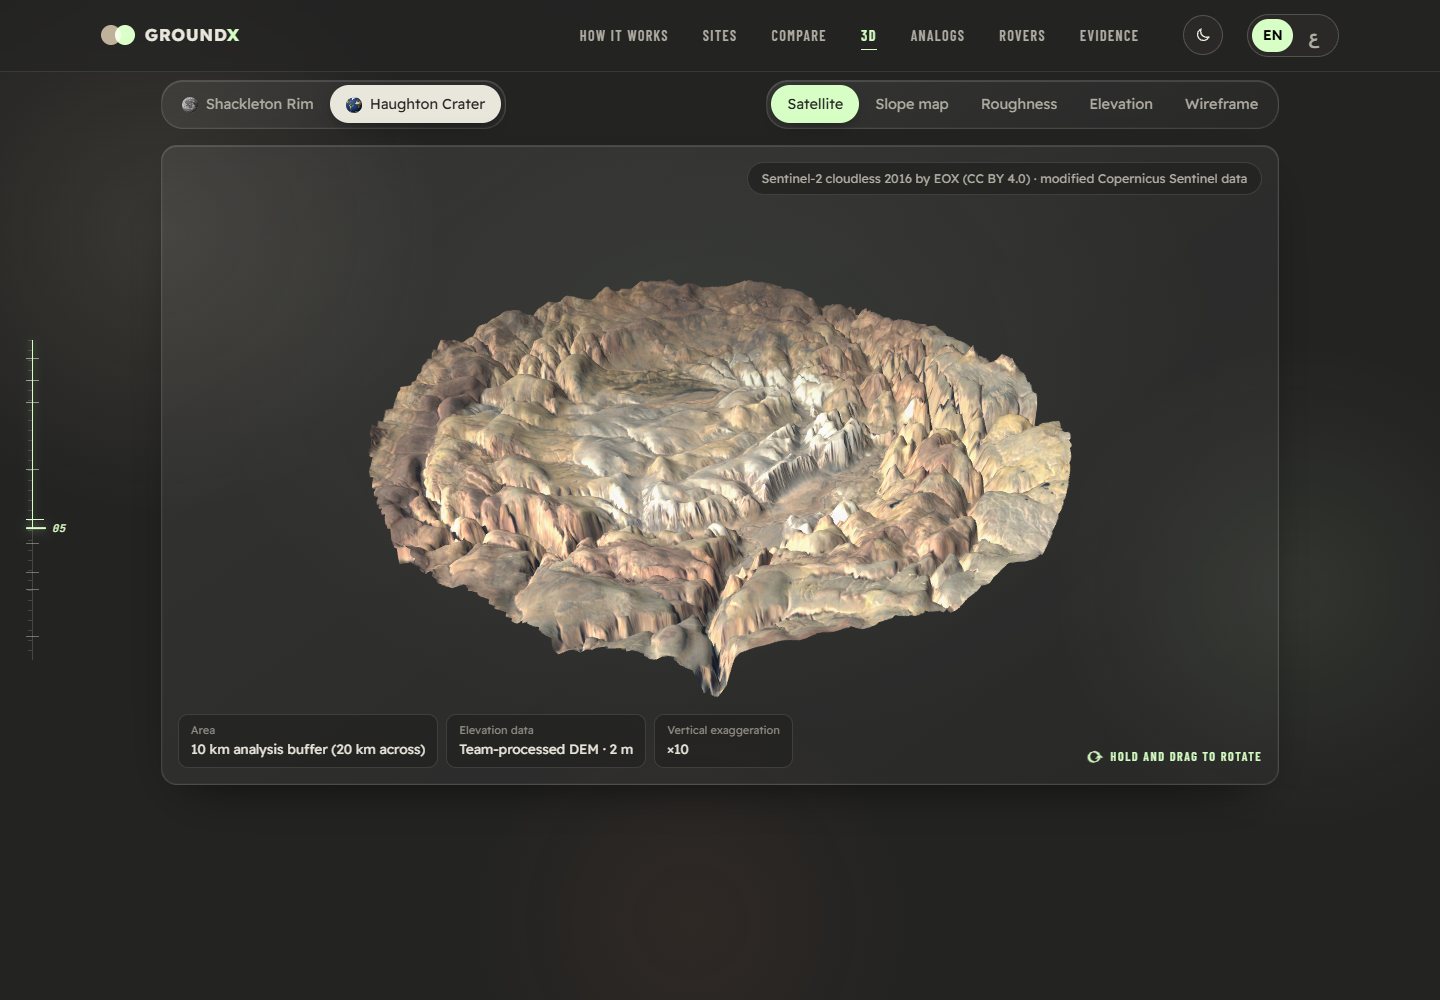 GROUNDX
HOW IT WORKS
SITES
COMPARE
3D
ANALOGS
ROVERS
EVIDENCE
EN
ع
Shackleton Rim
Haughton Crater
Satellite
Slope map
Roughness
Elevation
Wireframe
Sentinel-2 cloudless 2016 by EOX (CC BY 4.0) · modified Copernicus Sentinel data
05
Area
10 km analysis buffer (20 km across)
Elevation data
Team-processed DEM · 2 m
Vertical exaggeration
×10
HOLD AND DRAG TO ROTATE